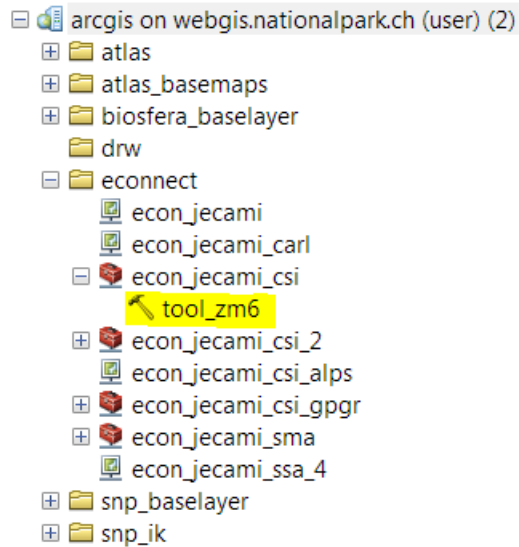 arcgis on webgis.nationalpark.ch (user) (2)
atlas
atlas_basemaps
biosfera_baselayer
drw
econnect
econ_jecami
econ_jecami_carl
econ_jecami_csi
tool_zm6
econ_jecami_csi_2
econ_jecami_csi_alps
econ_jecami_csi_gpgr
econ_jecami_sma
econ_jecami_ssa_4
snp_baselayer
snp_ik